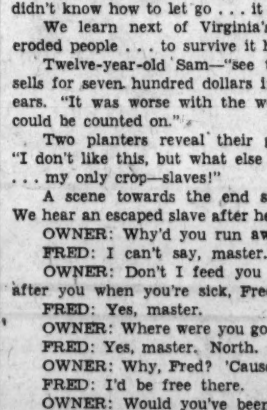 didn't know how to let go . . . it
We learn next of Virginia's
eroded people . . . to survive it
Twelve-year-old Sam—"see
sells for seven hundred dollars i
ears. "It was worse with the w
could be counted on."
Two planters reveal their
"I don't like this, but what else
. . . my only crop—slaves!"
A scene towards the end s
We hear an escaped slave after he
OWNER: Why'd you run aw
FRED: I can't say, master.
OWNER: Don't I feed you
after you when you're sick, Fre
FRED: Yes, master.
OWNER: Where were you go
FRED: Yes, master. North.
OWNER: Why, Fred? 'Caus
FRED: I'd be free there.
OWNER: Would you've been